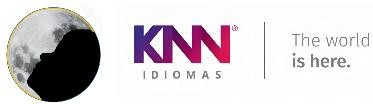 KNN®
IDIOMAS
The world
is here.